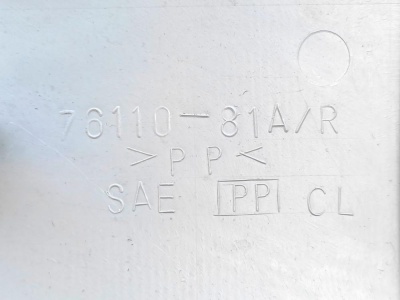 76110-81A/R
>PP<
SAE PP CL